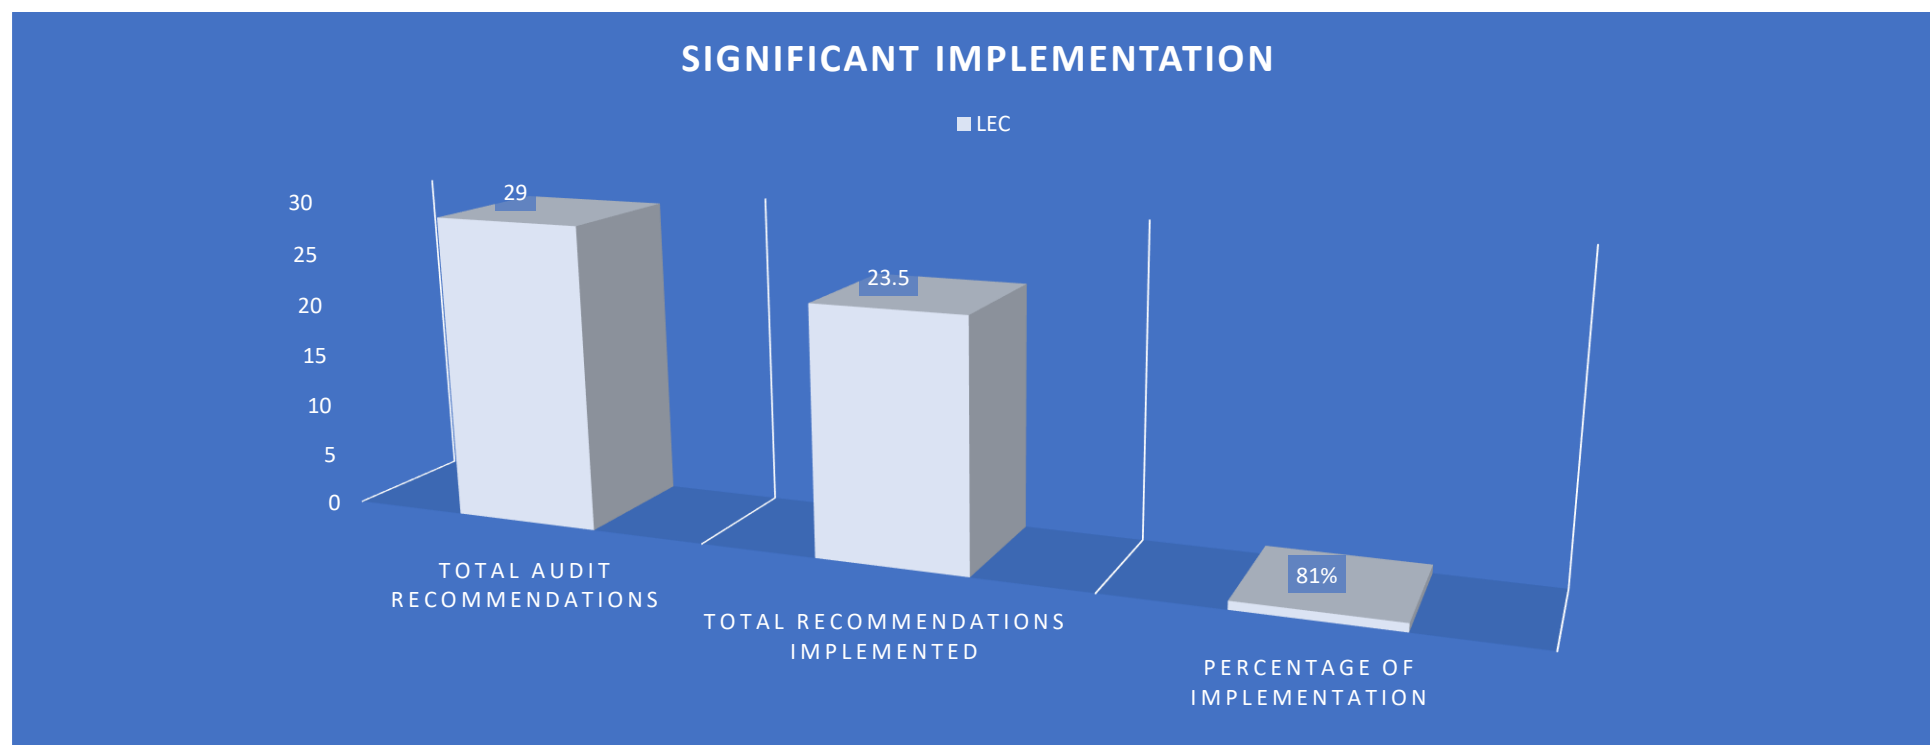 SIGNIFICANT IMPLEMENTATION
LEC
30
25
20
15
10
5
0
29
23.5
81%
TOTAL AUDIT
RECOMMENDATIONS
TOTAL RECOMMENDATIONS
IMPLEMENTED
PERCENTAGE OF
IMPLEMENTATION